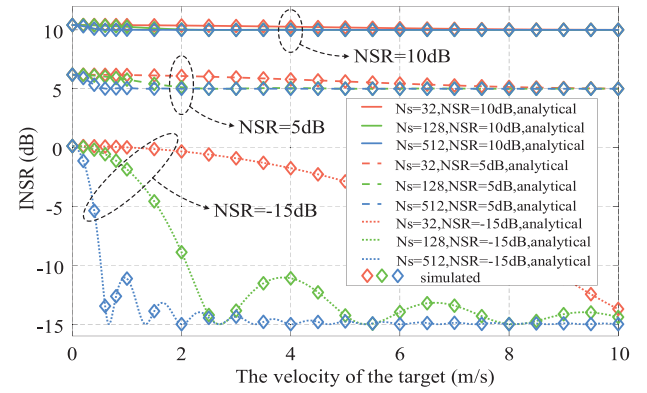 10
5
0
-5
-10
-15
INSR (dB)
NSR=10dB
NSR=5dB
NSR=-15dB
Ns=32,NSR=10dB,analytical
Ns=128,NSR=10dB,analytical
Ns=512,NSR=10dB,analytical
Ns=32,NSR=5dB,analytical
Ns=128,NSR=5dB,analytical
Ns=512,NSR=5dB,analytical
Ns=32,NSR=-15dB,analytical
Ns=128,NSR=-15dB,analytical
Ns=512,NSR=-15dB,analytical
simulated
0 2 4 6 8 10
The velocity of the target (m/s)